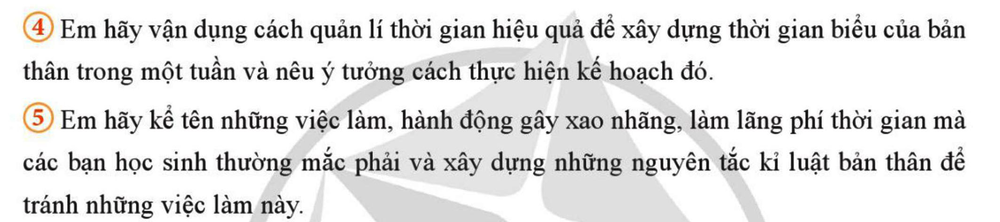 4 Em hãy vận dụng cách quản lí thời gian hiệu quả để xây dựng thời gian biểu của bản
thân trong một tuần và nêu ý tưởng cách thực hiện kế hoạch đó.
5 Em hãy kể tên những việc làm, hành động gây xao nhãng, làm lãng phí thời gian mà
các bạn học sinh thường mắc phải và xây dựng những nguyên tắc kỉ luật bản thân để
tránh những việc làm này.